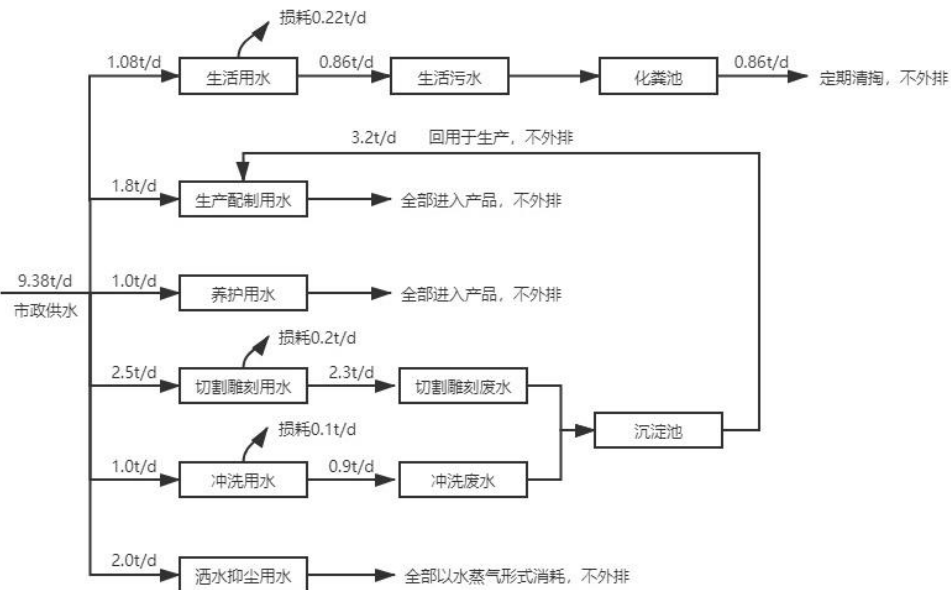 损耗0.22t/d
1.08t/d
生活用水
0.86t/d
生活污水
化粪池
0.86t/d
定期清掏，不外排
3.2t/d 回用于生产，不外排
1.8t/d
生产配制用水
全部进入产品，不外排
9.38t/d
市政供水
1.0t/d
养护用水
全部进入产品，不外排
损耗0.2t/d
2.5t/d
切割雕刻用水
2.3t/d
切割雕刻废水
沉淀池
损耗0.1t/d
1.0t/d
冲洗用水
0.9t/d
冲洗废水
2.0t/d
洒水抑尘用水
全部以水蒸气形式消耗，不外排